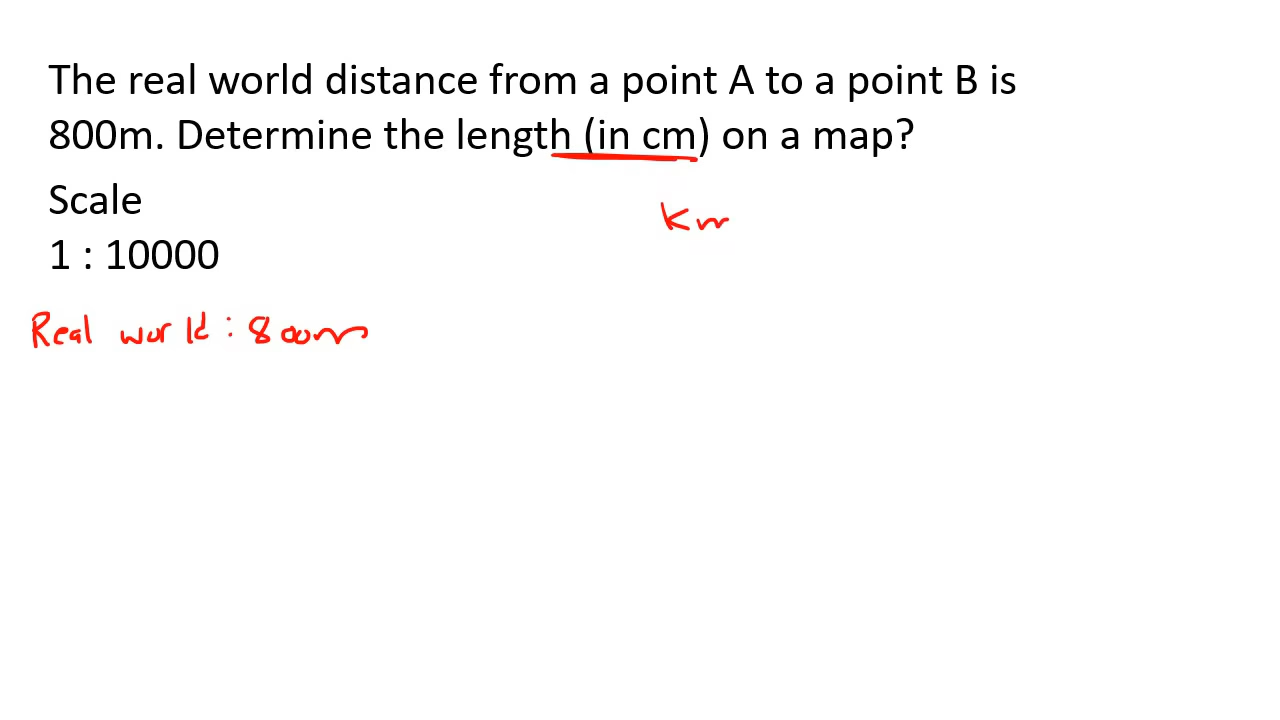 The real world distance from a point A to a point B is
800m. Determine the length (in cm) on a map?
Scale
km
1 : 10000
Real world : 800m